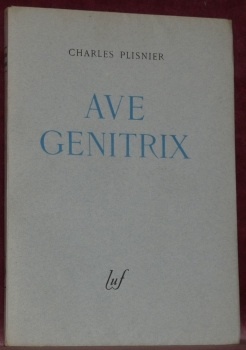 CHARLES PLISNIER
AVE
GENITRIX
luf